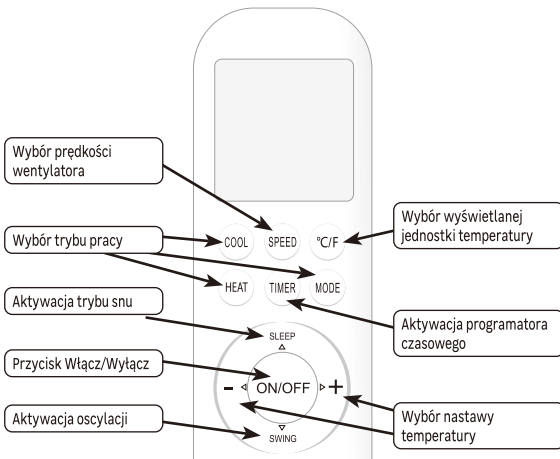 Wybór prędkości
wentylatora
Wybór trybu pracy
Aktywacja trybu snu
Przycisk Włącz/Wyłącz
Aktywacja oscylacji
COOL
SPEED
℃/F
HEAT
TIMER
MODE
SLEEP
-
ON/OFF
+
SWING
Wybór wyświetlanej
jednostki temperatury
Aktywacja programatora
czasowego
Wybór nastawy
temperatury